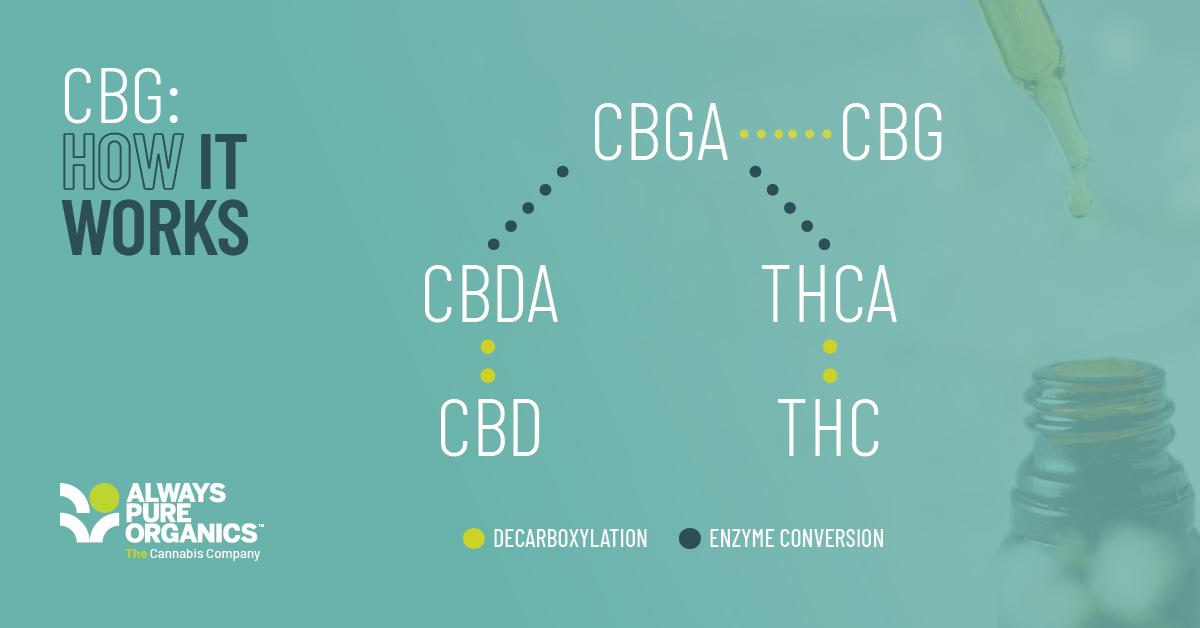 CBG:
HOW IT
WORKS
CBGA CBG
CBDA THCA
CBD THC
DECARBOXYLATION ENZYME CONVERSION
ALWAYS
PURE
ORGANICS™
The Cannabis Company